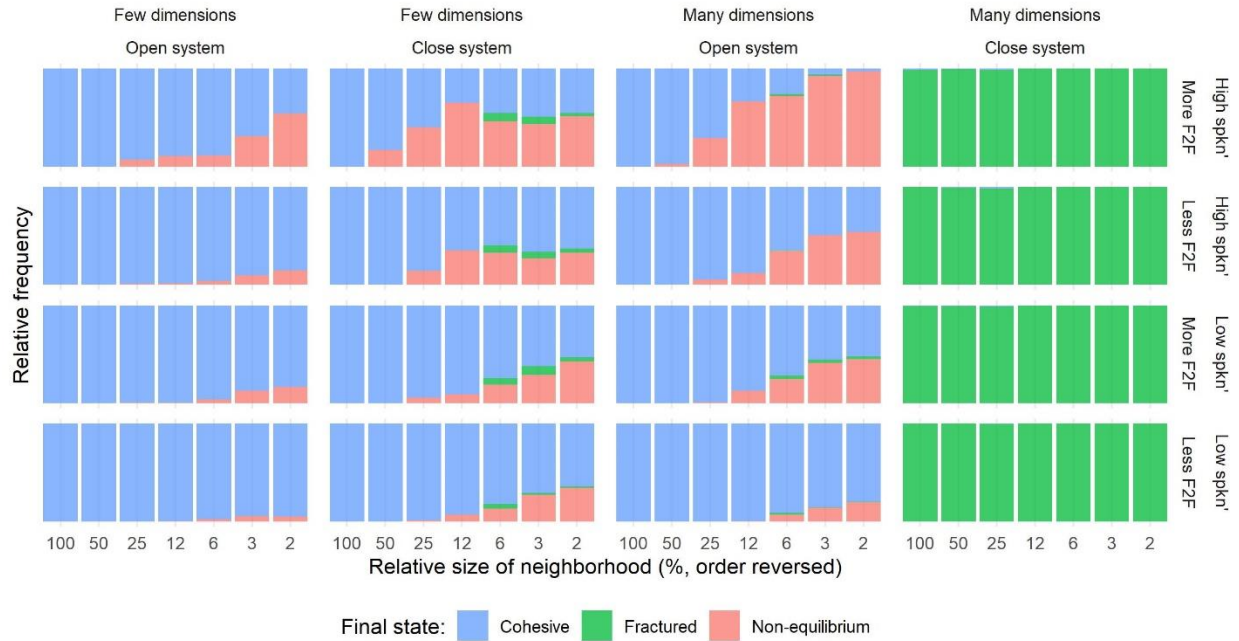 Few dimensions
Few dimensions
Many dimensions
Many dimensions
Open system
Close system
Open system
Close system
High spkn'
More F2F
High spkn'
Less F2F
Low spkn'
More F2F
Low spkn'
Less F2F
Relative frequency
100 50 25 12 6 3 2
100 50 25 12 6 3 2
100 50 25 12 6 3 2
100 50 25 12 6 3 2
Relative size of neighborhood (%, order reversed)
Final state: Cohesive Fractured Non-equilibrium